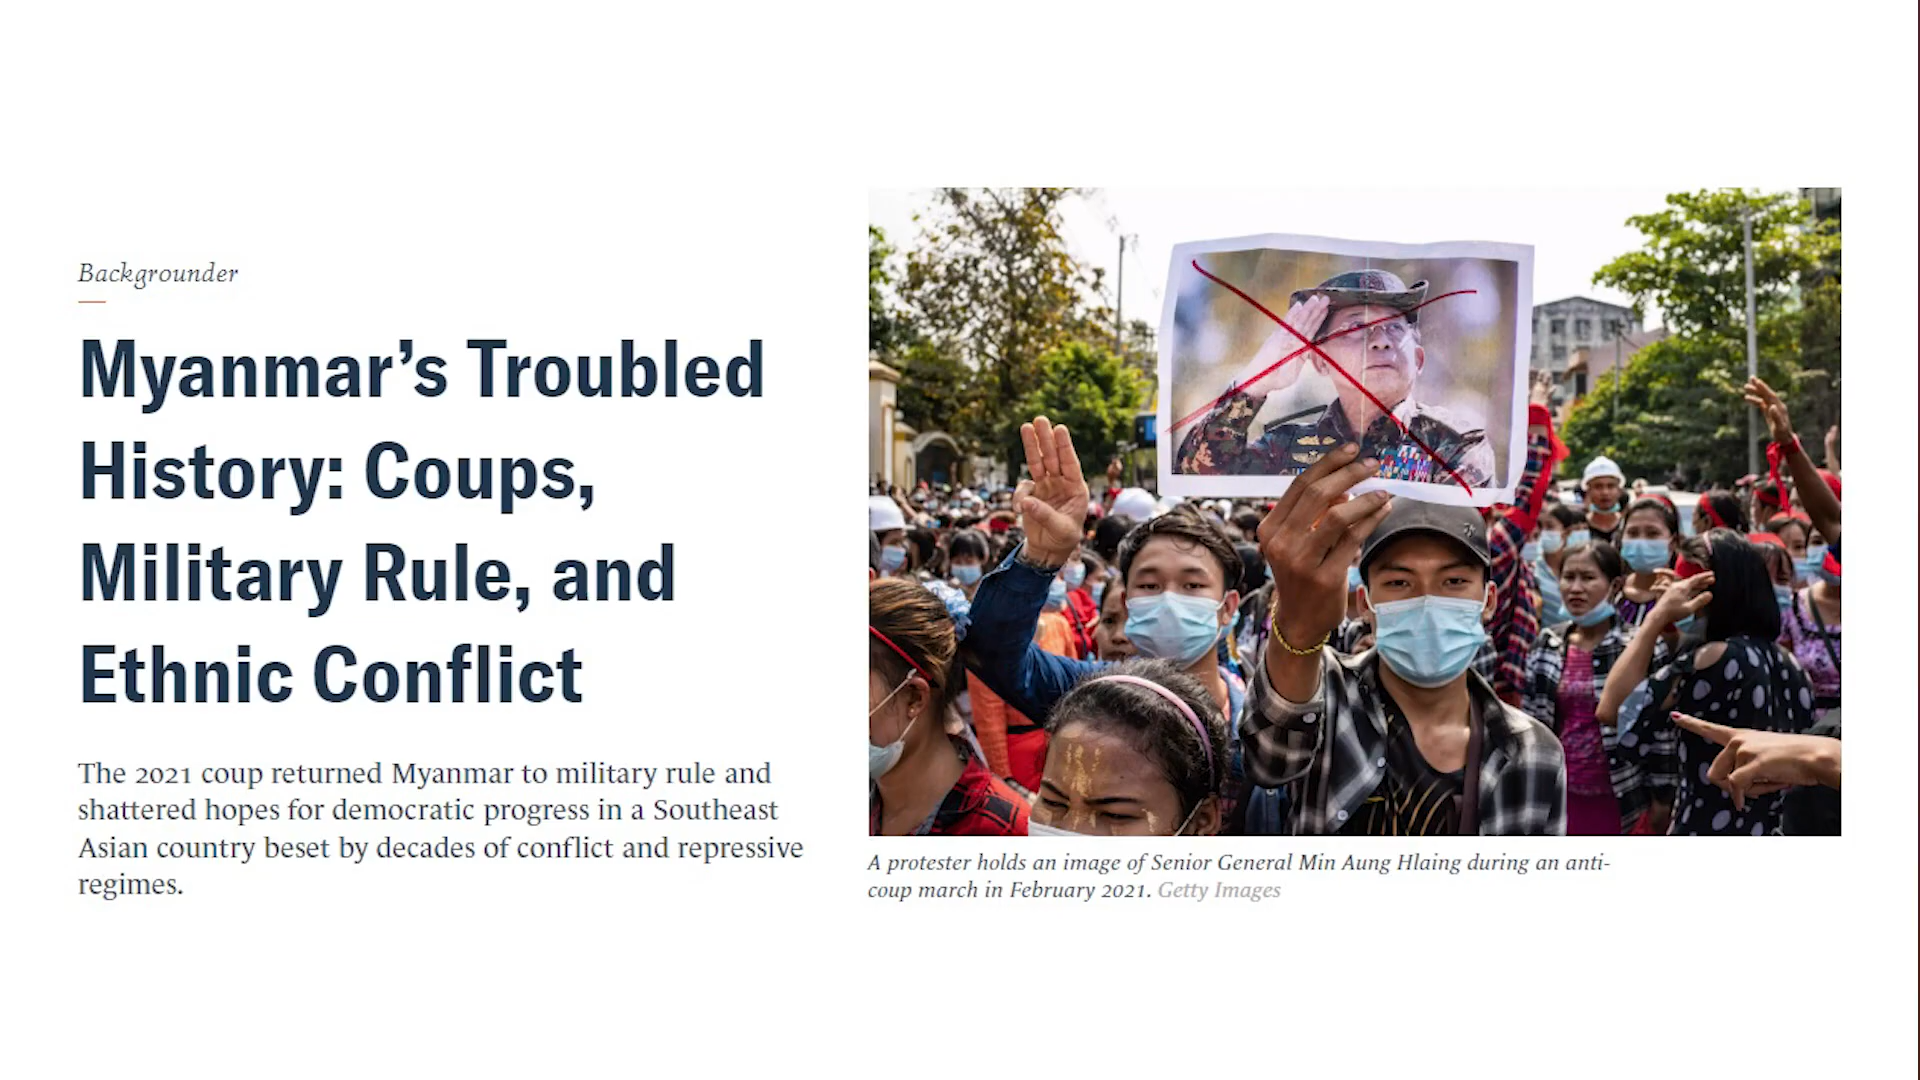 Backgrounder
Myanmar’s Troubled
History: Coups,
Military Rule, and
Ethnic Conflict
The 2021 coup returned Myanmar to military rule and
shattered hopes for democratic progress in a Southeast
Asian country beset by decades of conflict and repressive
regimes.
A protester holds an image of Senior General Min Aung Hlaing during an anti-
coup march in February 2021. Getty Images